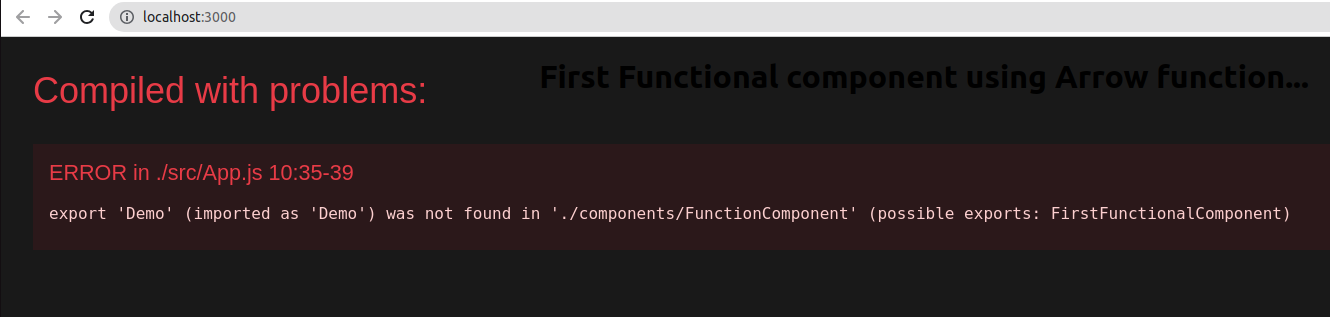 localhost:3000
Compiled with problems:
First Functional component using Arrow function...
ERROR in ./src/App.js 10:35-39
export 'Demo' (imported as 'Demo') was not found in './components/FunctionComponent' (possible exports: FirstFunctionalComponent)